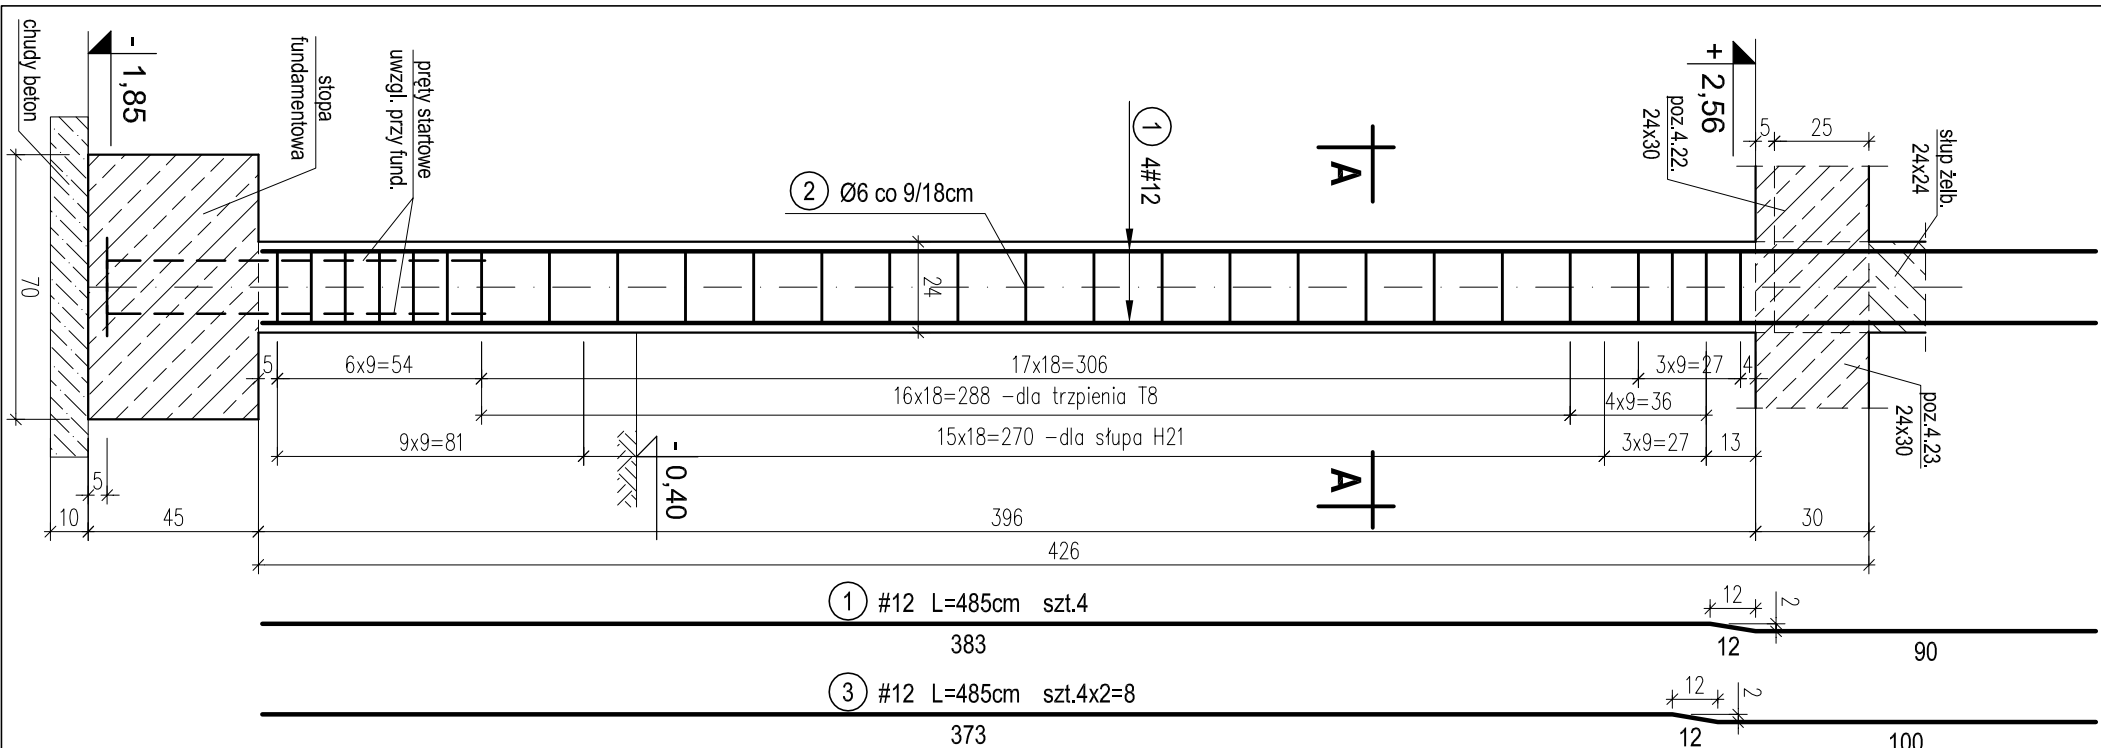 chudy beton
- 1,85
stopa
fundamentowa
pręty startowe
uwzgl. przy fund.
1 4#12
2 Ø6 co 9/18cm
A
+ 2,56
poz.4.22.
24x30
5 25
słup żelb.
24x24
24
70
5 6x9=54 17x18=306 3x9=27 4
16x18=288 -dla trzpienia T8 4x9=36
9x9=81 15x18=270 -dla słupa H21 3x9=27 13
poz.4.23.
24x30
- 0,40
A
5
10 45 396 30
426
1 #12 L=485cm szt.4
12 2
383 12 90
3 #12 L=485cm szt.4x2=8
12 2
373 12 100